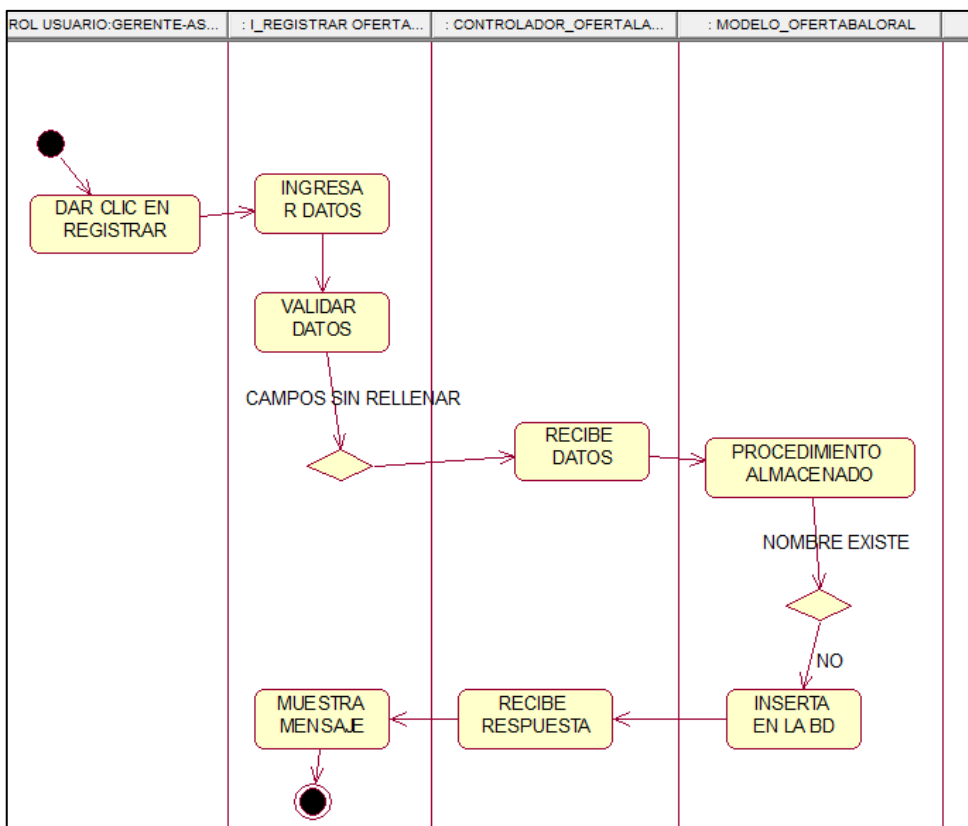 ROL USUARIO:GERENTE-AS...
: I_REGISTRAR OFERTA...
: CONTROLADOR_OFERTALA...
: MODELO_OFERTABALORAL
DAR CLIC EN
REGISTRAR
INGRESA
R DATOS
VALIDAR
DATOS
CAMPOS SIN RELLENAR
RECIBE
DATOS
PROCEDIMIENTO
ALMACENADO
NOMBRE EXISTE
NO
INSERTA
EN LA BD
RECIBE
RESPUESTA
MUESTRA
MENSAJE